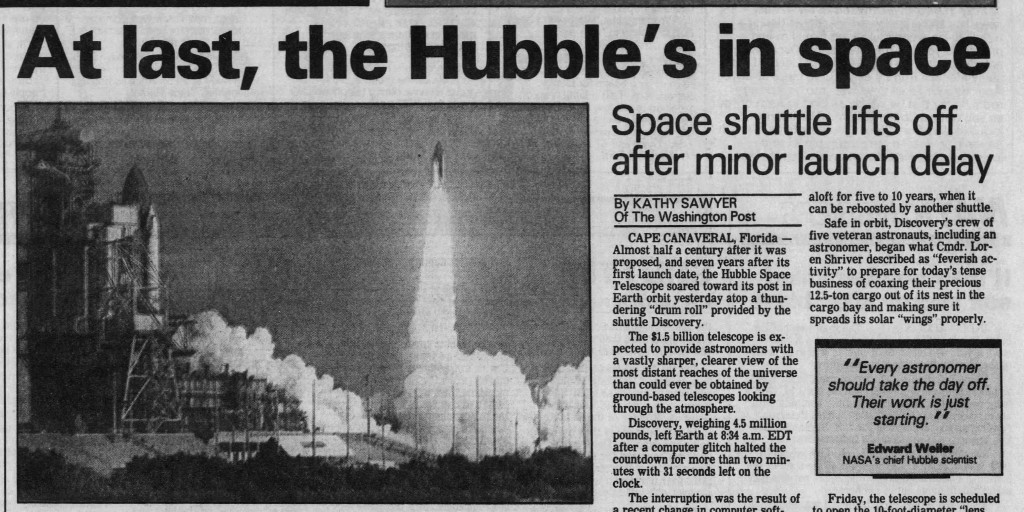 At last, the Hubble's in space
Space shuttle lifts off
after minor launch delay
By KATHY SAWYER
Of The Washington Post
CAPE CANAVERAL, Florida —
Almost half a century after it was
proposed, and seven years after its
first launch date, the Hubble Space
Telescope soared toward its post in
Earth orbit yesterday atop a thun-
dering “drum roll” provided by the
shuttle Discovery.
The $1.5 billion telescope is ex-
pected to provide astronomers with
a vastly sharper, clearer view of the
most distant reaches of the universe
than could ever be obtained by
ground-based telescopes looking
through the atmosphere.
Discovery, weighing 4.5 million
pounds, left Earth at 8:34 a.m. EDT
after a computer glitch halted the
countdown for more than two min-
utes with 31 seconds left on the
clock.
The interruption was the result of
a recent change in computer soft-
aloft for five to 10 years, when it
can be reboosted by another shuttle.
Safe in orbit, Discovery's crew of
five veteran astronauts, including an
astronomer, began what Cmdr. Lor-
en Shriver described as “feverish ac-
tivity” to prepare for today's tense
business of coaxing their precious
12.5-ton cargo out of its nest in the
cargo bay and making sure it
spreads its solar “wings” properly.
“Every astronomer
should take the day off.
Their work is just
starting.”
Edward Weiler
NASA's chief Hubble scientist
Friday, the telescope is scheduled
to open the 10-foot-diameter “lens